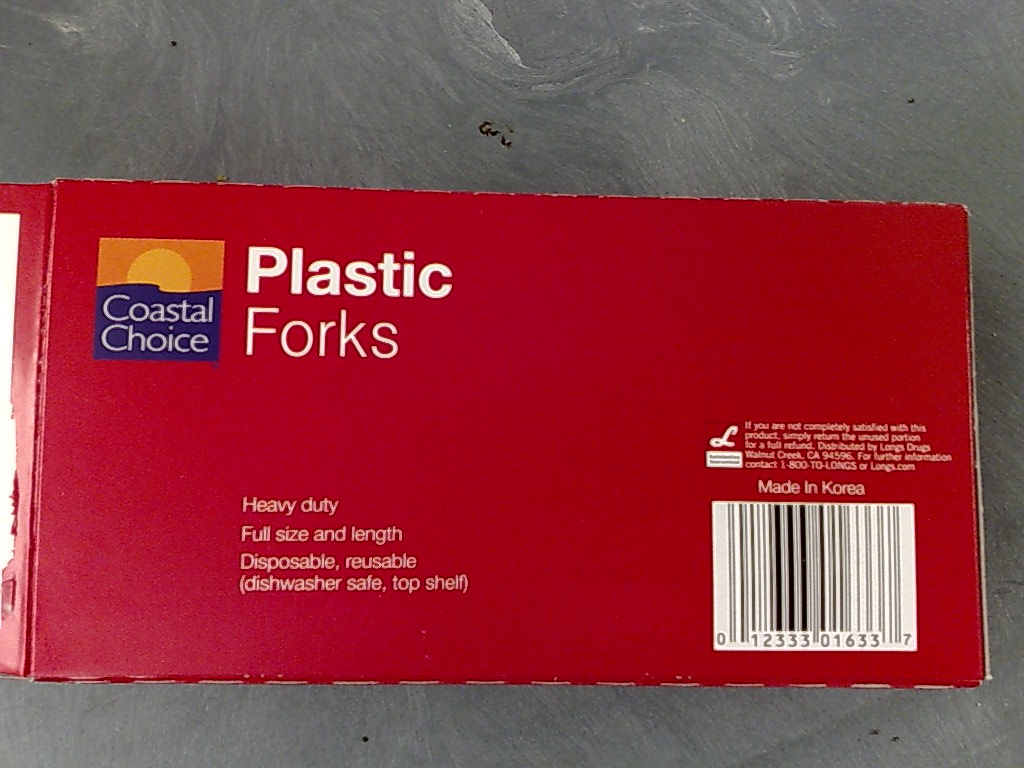 Coastal
Choice
Plastic
Forks
Heavy duty
Full size and length
Disposable, reusable
(dishwasher safe, top shelf)
L
Satisfaction
Guaranteed
If you are not completely satisfied with this
product, simply return the unused portion
for a full refund. Distributed by Longs Drugs
Walnut Creek, CA 94596. For further information
contact 1-800-TO-LONGS or Longs.com
Made In Korea
0 12333 01633 7